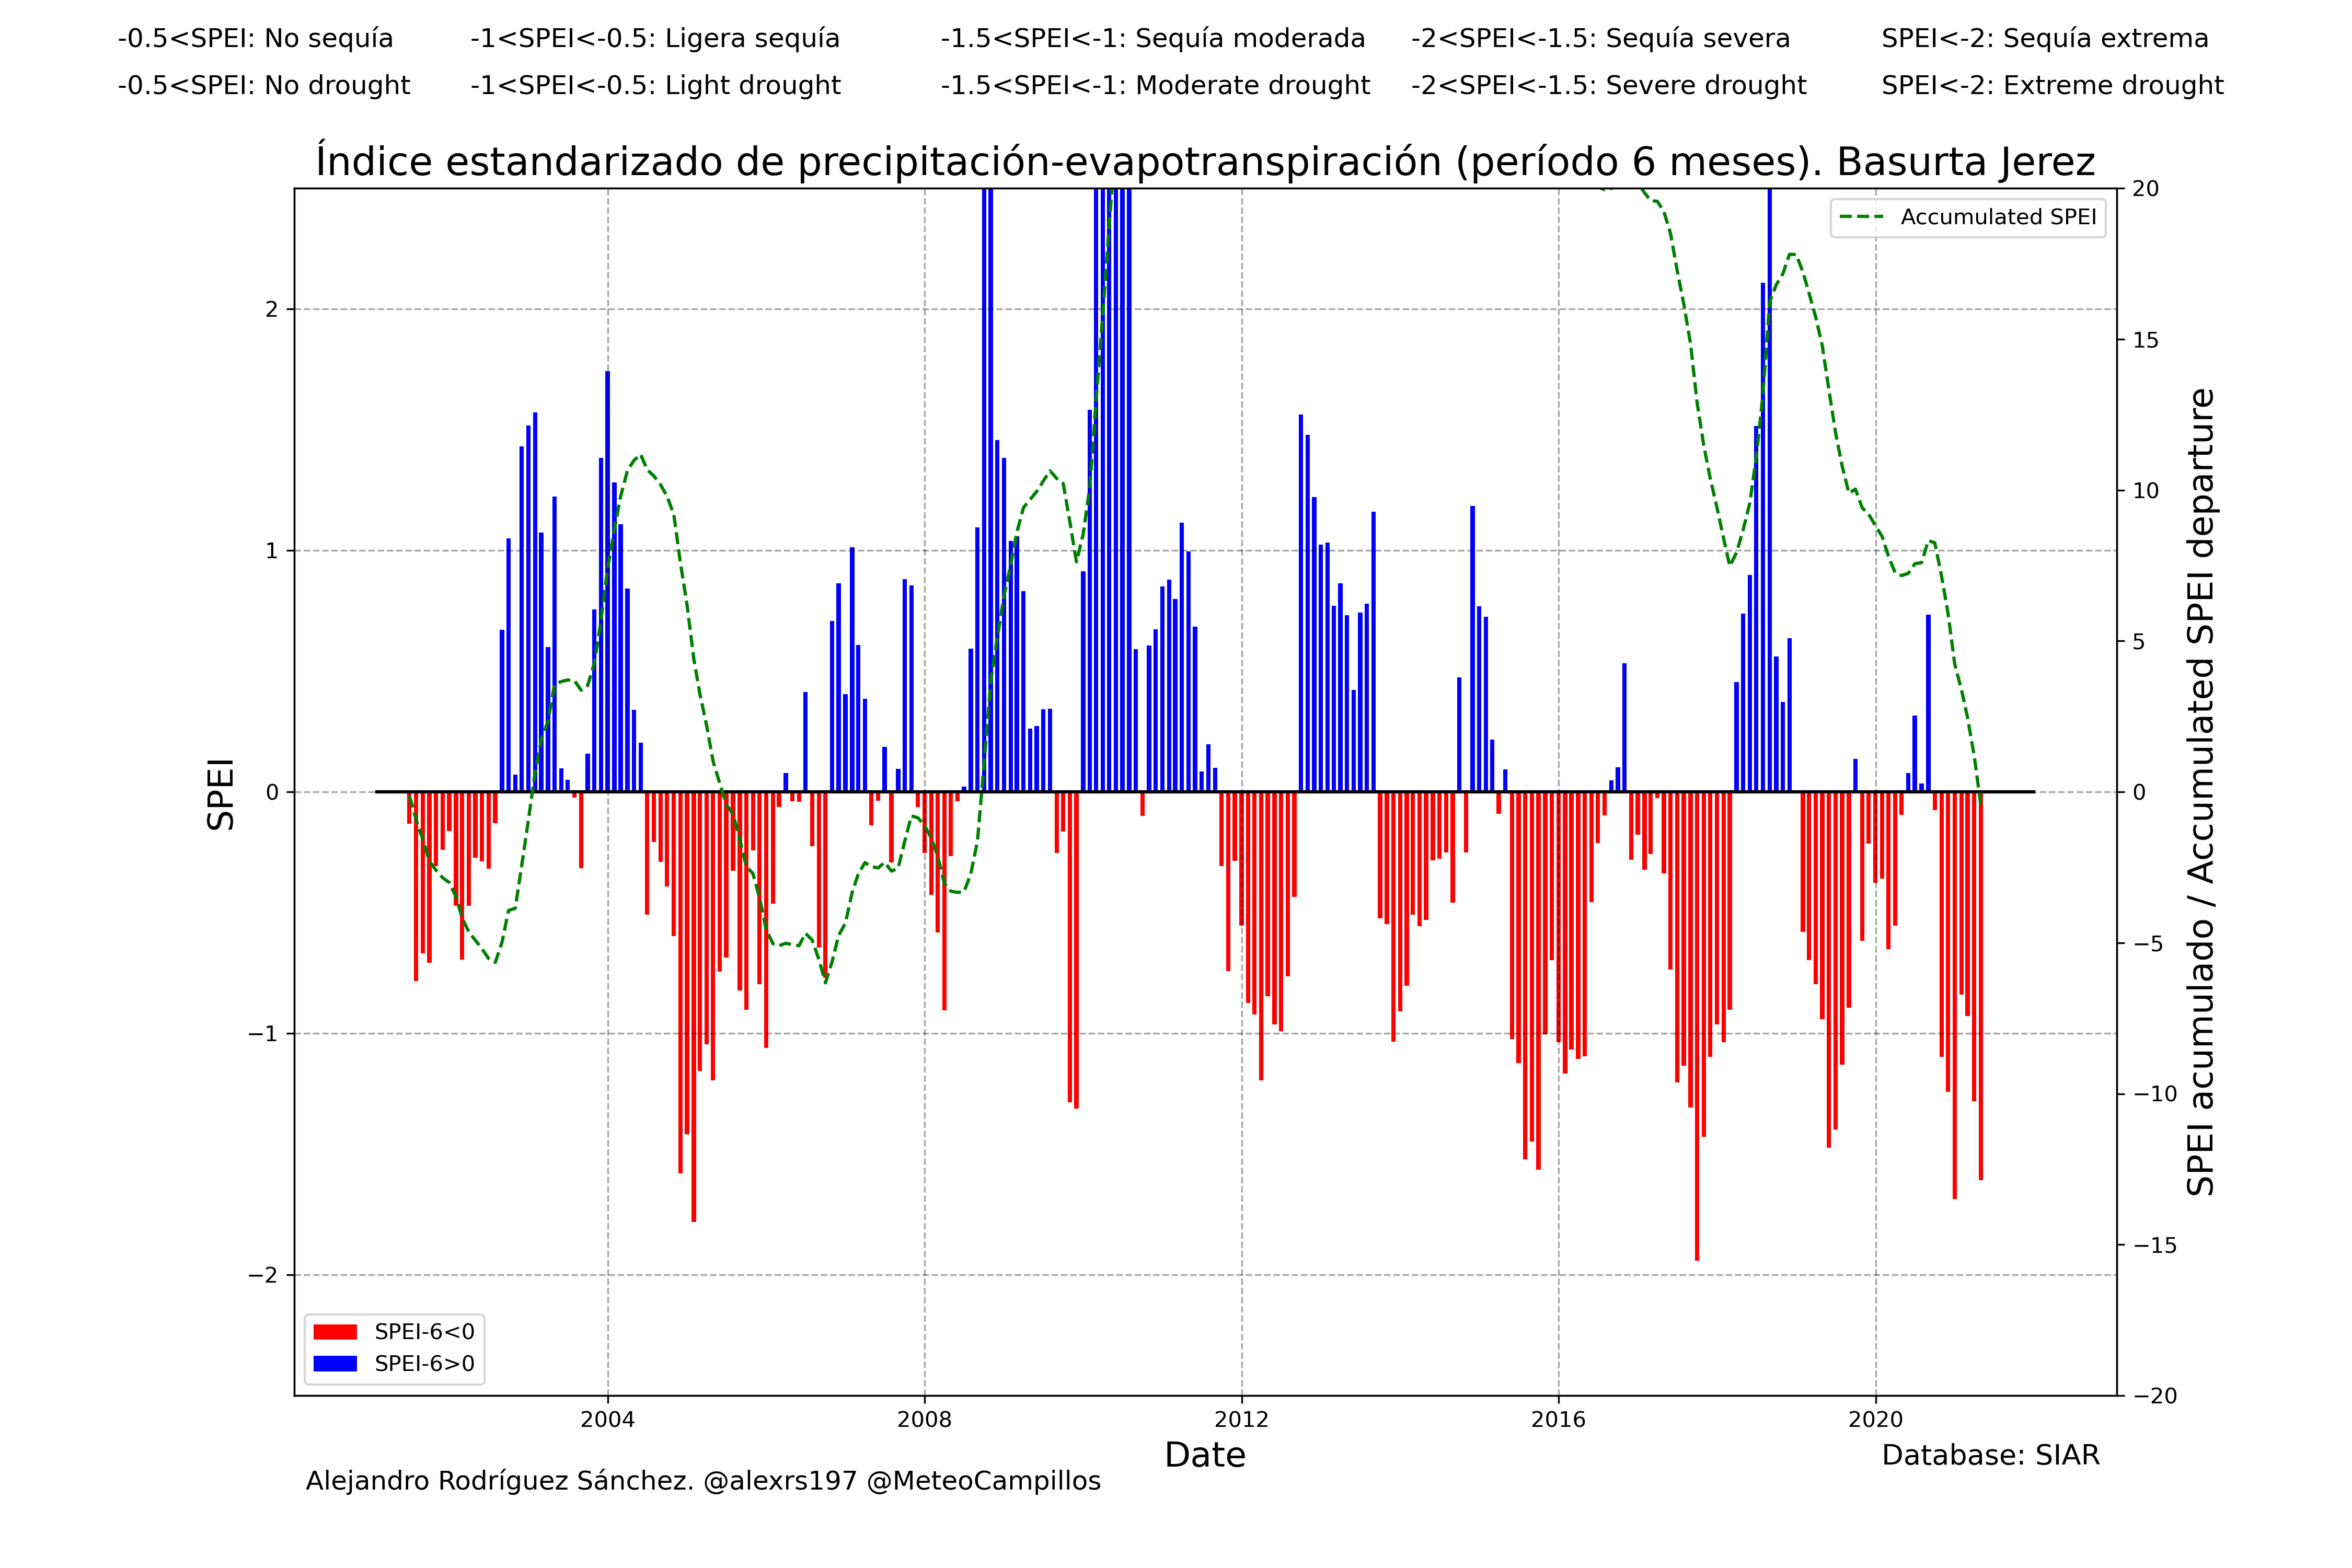 -0.5<SPEI: No sequía -1<SPEI<-0.5: Ligera sequía -1.5<SPEI<-1: Sequía moderada -2<SPEI<-1.5: Sequía severa SPEI<-2: Sequía extrema
-0.5<SPEI: No drought -1<SPEI<-0.5: Light drought -1.5<SPEI<-1: Moderate drought -2<SPEI<-1.5: Severe drought SPEI<-2: Extreme drought
Índice estandarizado de precipitación-evapotranspiración (período 6 meses). Basurta Jerez
Accumulated SPEI
SPEI
2
1
0
−1
−2
20
15
10
5
0
−5
−10
−15
−20
SPEI acumulado / Accumulated SPEI departure
SPEI-6<0
SPEI-6>0
2004 2008 2012 2016 2020
Date
Database: SIAR
Alejandro Rodríguez Sánchez. @alexrs197 @MeteoCampillos